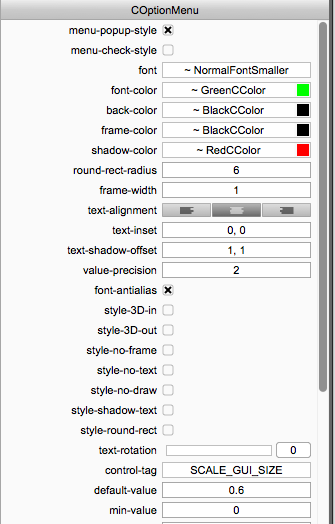 COptionMenu
menu-popup-style
menu-check-style
font ~ NormalFontSmaller
font-color ~ GreenCColor
back-color ~ BlackCColor
frame-color ~ BlackCColor
shadow-color ~ RedCColor
round-rect-radius 6
frame-width 1
text-alignment
text-inset 0, 0
text-shadow-offset 1, 1
value-precision 2
font-antialias
style-3D-in
style-3D-out
style-no-frame
style-no-text
style-no-draw
style-shadow-text
style-round-rect
text-rotation 0
control-tag SCALE_GUI_SIZE
default-value 0.6
min-value 0